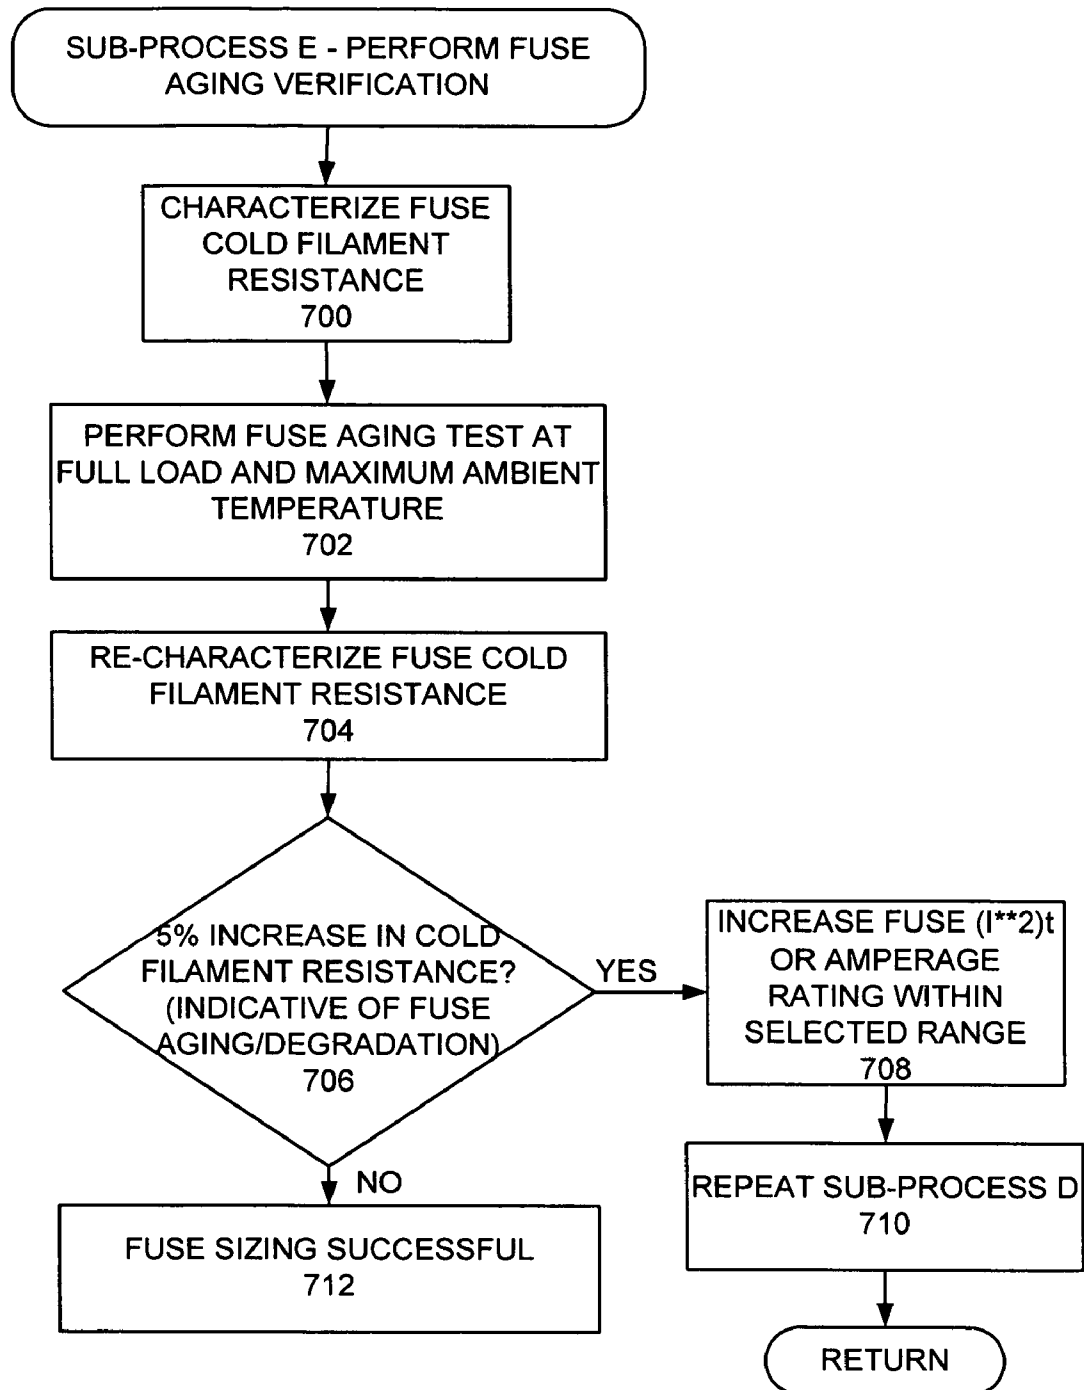 SUB-PROCESS E - PERFORM FUSE
AGING VERIFICATION
CHARACTERIZE FUSE
COLD FILAMENT
RESISTANCE
700
PERFORM FUSE AGING TEST AT
FULL LOAD AND MAXIMUM AMBIENT
TEMPERATURE
702
RE-CHARACTERIZE FUSE COLD
FILAMENT RESISTANCE
704
5% INCREASE IN COLD
FILAMENT RESISTANCE?
(INDICATIVE OF FUSE
AGING/DEGRADATION)
706
YES
INCREASE FUSE (I**2)t
OR AMPERAGE
RATING WITHIN
SELECTED RANGE
708
REPEAT SUB-PROCESS D
710
RETURN
NO
FUSE SIZING SUCCESSFUL
712